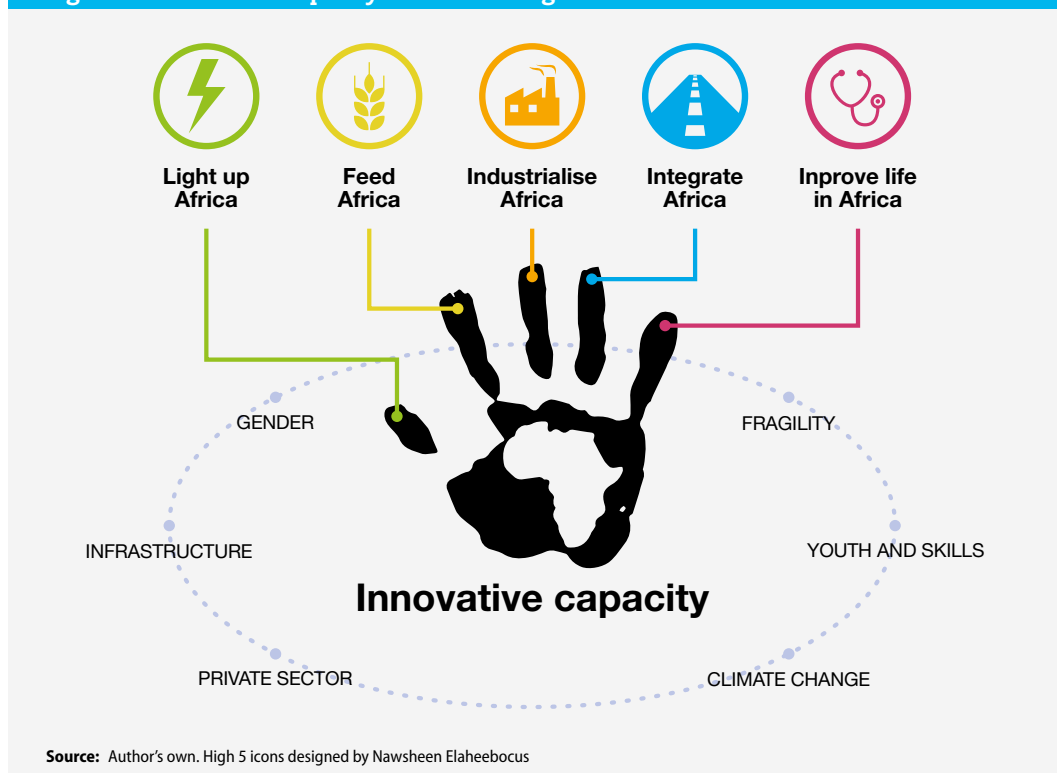 Light up
Africa
Feed
Africa
Industrialise
Africa
Integrate
Africa
Inprove life
in Africa
GENDER
FRAGILITY
INFRASTRUCTURE
YOUTH AND SKILLS
Innovative capacity
PRIVATE SECTOR
CLIMATE CHANGE
Source: Author's own. High 5 icons designed by Nawsheen Elaheebocus